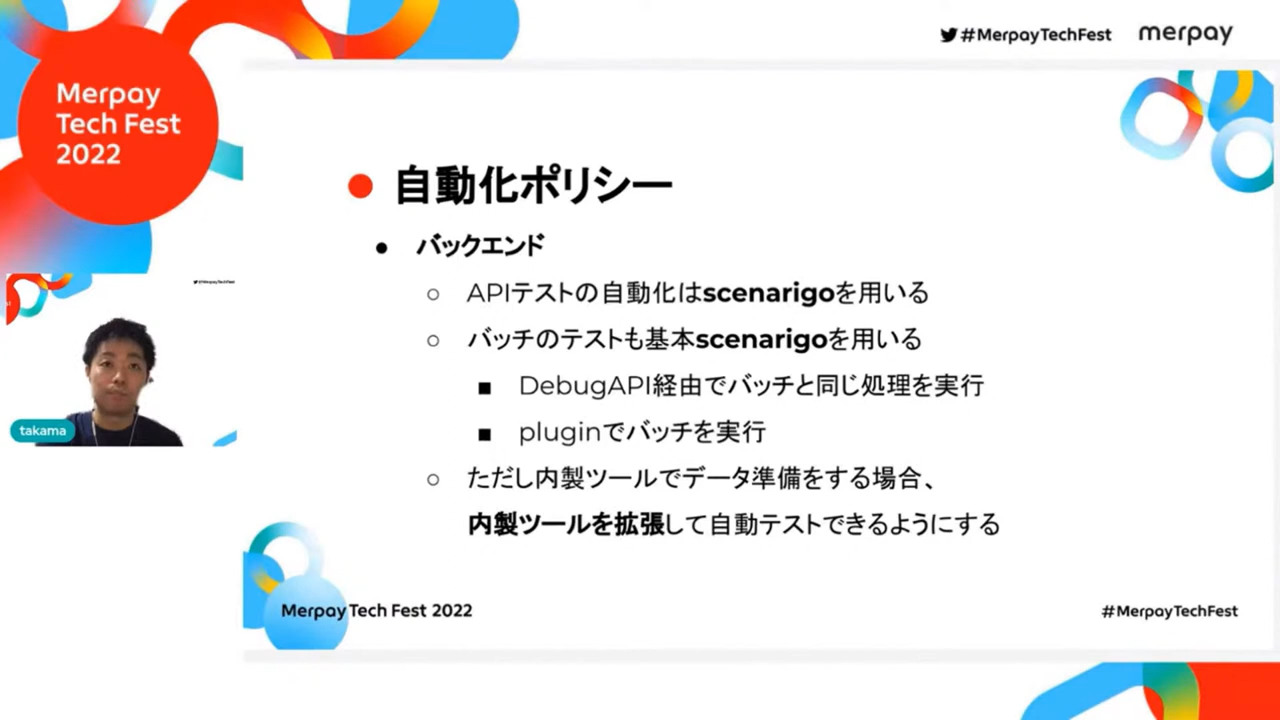 #MerpayTechFest
merpay
Merpay
Tech Fest
2022
自動化ポリシー
バックエンド
APIテストの自動化はscenarigoを用いる
バッチのテストも基本scenarigoを用いる
DebugAPI経由でバッチと同じ処理を実行
pluginでバッチを実行
ただし内製ツールでデータ準備をする場合、
内製ツールを拡張して自動テストできるようにする
takama
Merpay Tech Fest 2022
#MerpayTechFest